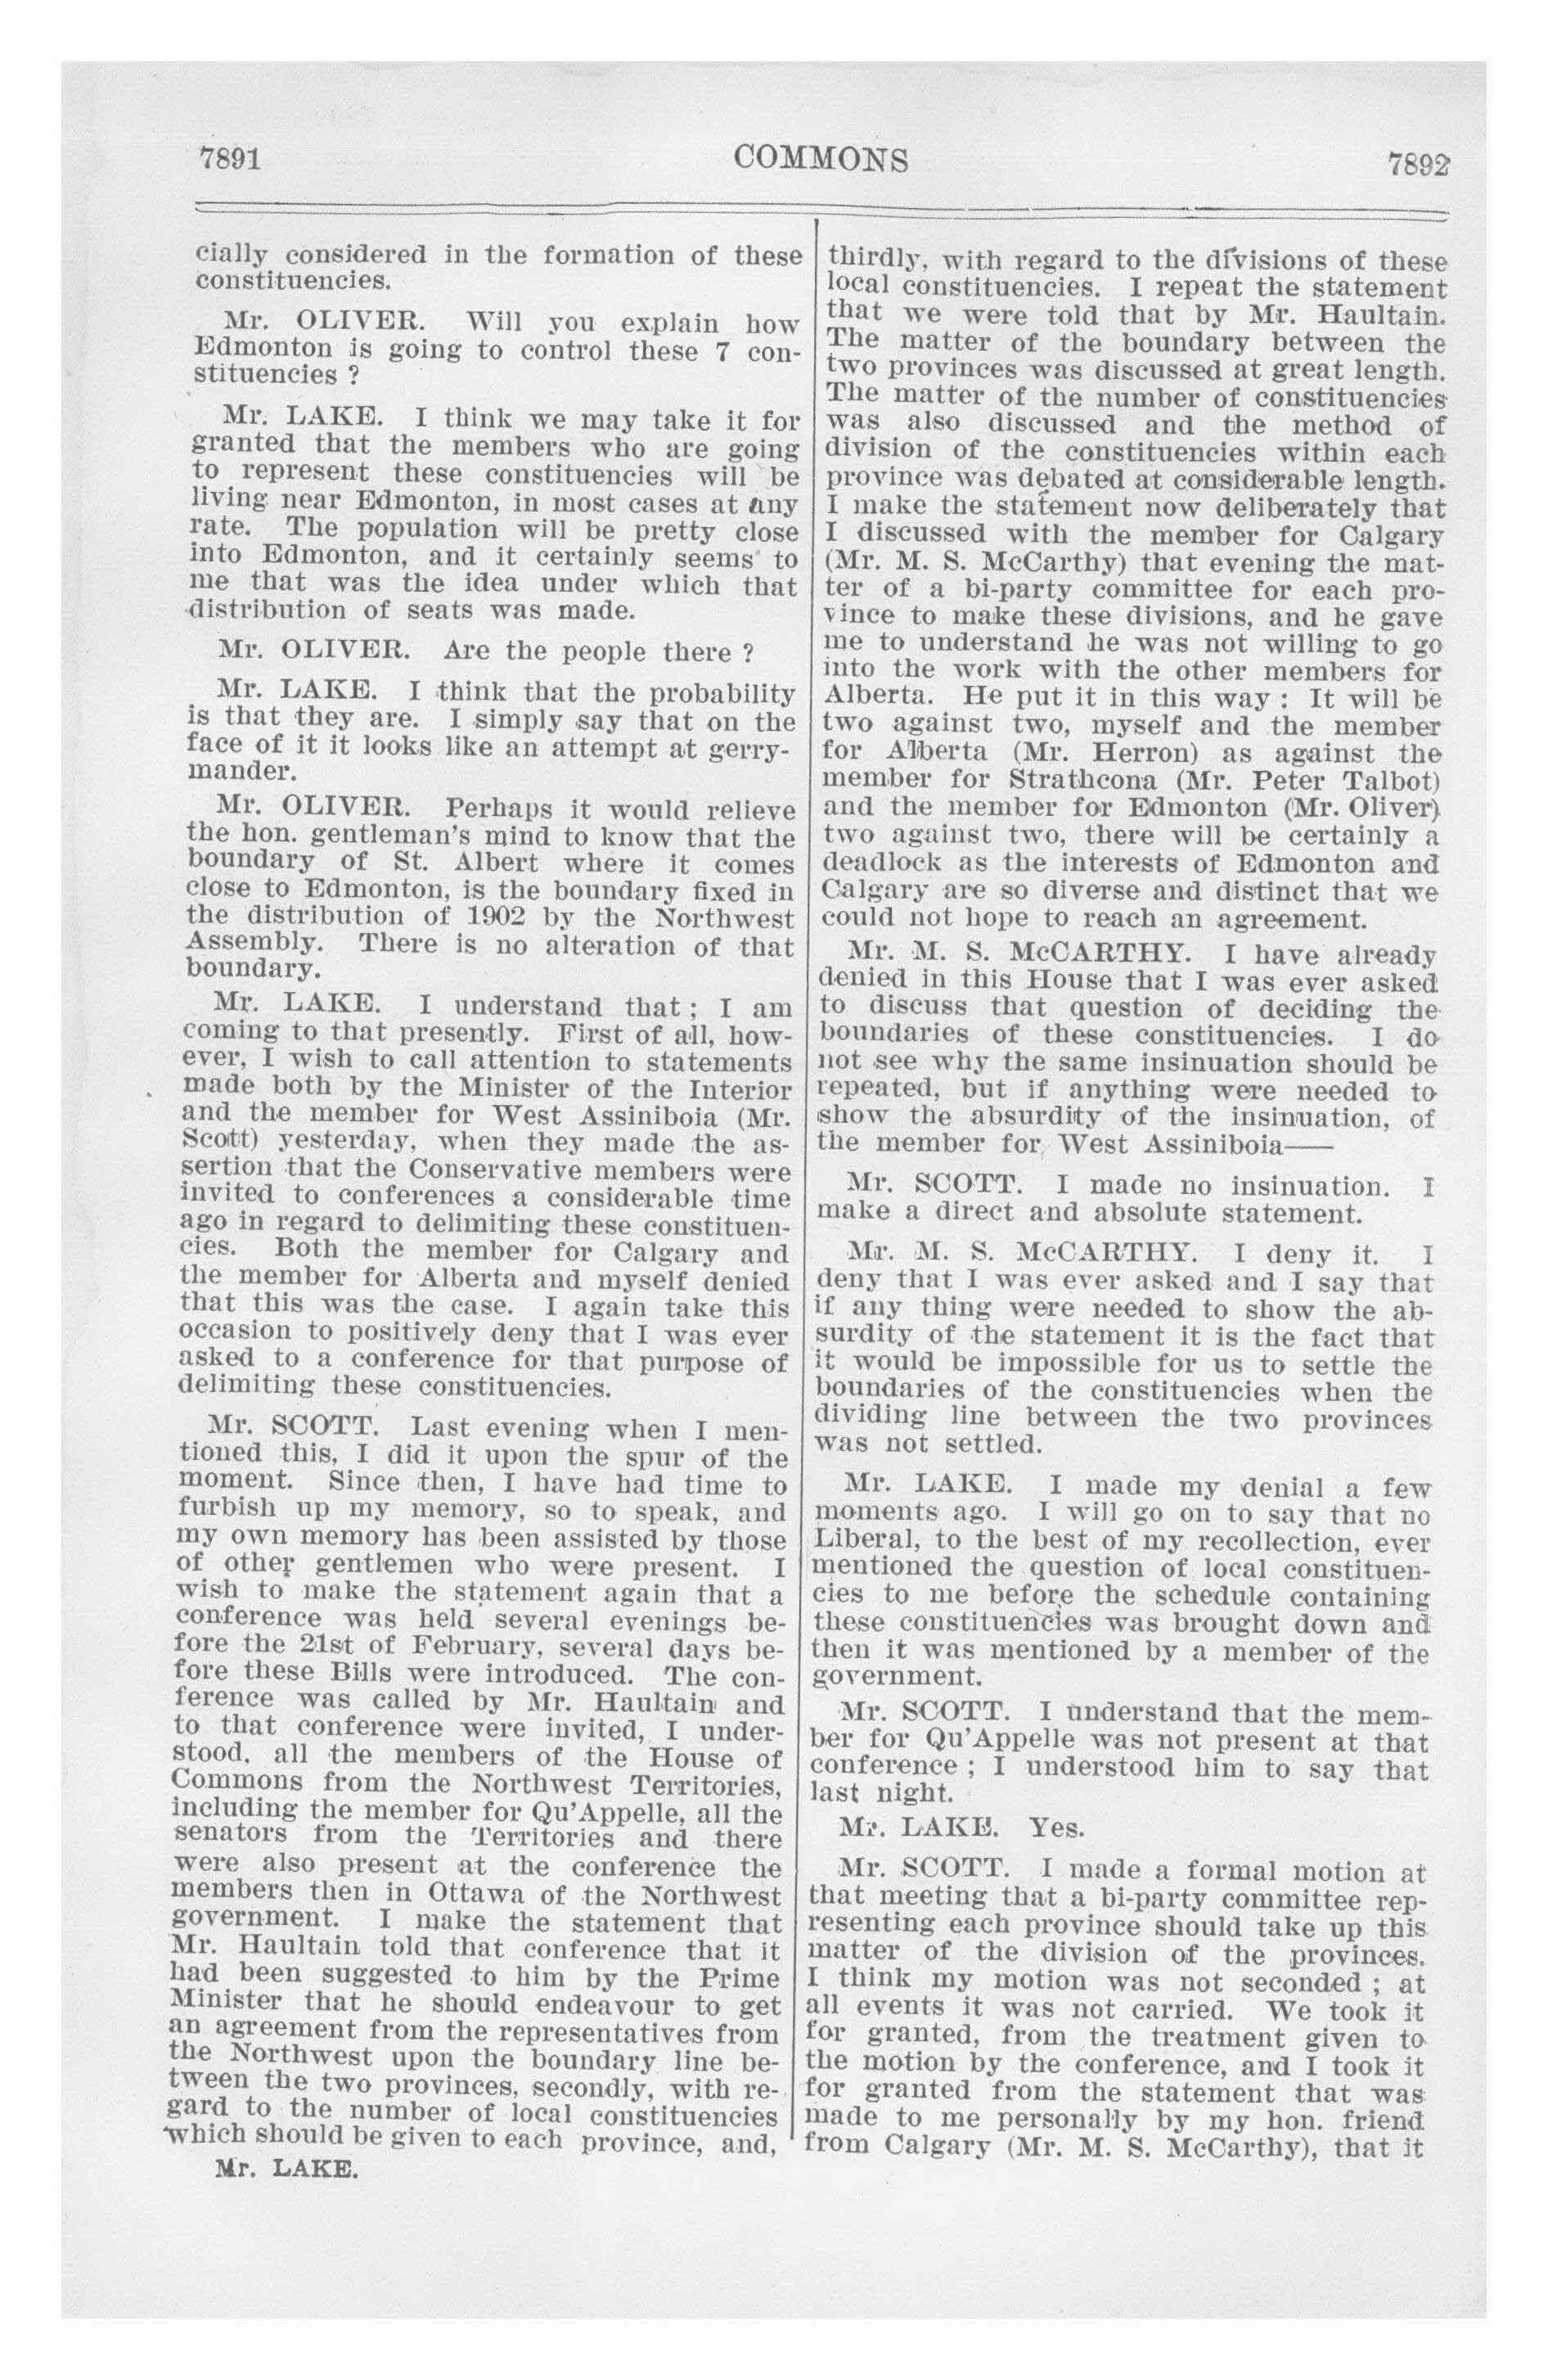 7891
COMMONS
7892
cially considered in the formation of these
constituencies.
Mr. OLIVER. Will you explain how
Edmonton is going to control these 7 con-
stituencies ?
Mr. LAKE. I think we may take it for
granted that the members who are going
to represent these constituencies will be
living near Edmonton, in most cases at any
rate. The population will be pretty close
into Edmonton, and it certainly seems to
me that was the idea under which that
distribution of seats was made.
Mr. OLIVER. Are the people there ?
Mr. LAKE. I think that the probability
is that they are. I simply say that on the
face of it it looks like an attempt at gerry-
mander.
Mr. OLIVER. Perhaps it would relieve
the hon. gentleman's mind to know that the
boundary of St. Albert where it comes
close to Edmonton, is the boundary fixed in
the distribution of 1902 by the Northwest
Assembly. There is no alteration of that
boundary.
Mr. LAKE. I understand that ; I am
coming to that presently. First of all, how-
ever, I wish to call attention to statements
made both by the Minister of the Interior
and the member for West Assiniboia (Mr.
Scott) yesterday, when they made the as-
sertion that the Conservative members were
invited to conferences a considerable time
ago in regard to delimiting these constituen-
cies. Both the member for Calgary and
the member for Alberta and myself denied
that this was the case. I again take this
occasion to positively deny that I was ever
asked to a conference for that purpose of
delimiting these constituencies.
Mr. SCOTT. Last evening when I men-
tioned this, I did it upon the spur of the
moment. Since then, I have had time to
furbish up my memory, so to speak, and
my own memory has been assisted by those
of other gentlemen who were present. I
wish to make the statement again that a
conference was held several evenings be-
fore the 21st of February, several days be-
fore these Bills were introduced. The con-
ference was called by Mr. Haultain and
to that conference were invited, I under-
stood, all the members of the House of
Commons from the Northwest Territories,
including the member for Qu'Appelle, all the
senators from the Territories and there
were also present at the conference the
members then in Ottawa of the Northwest
government. I make the statement that
Mr. Haultain told that conference that it
had been suggested to him by the Prime
Minister that he should endeavour to get
an agreement from the representatives from
the Northwest upon the boundary line be-
tween the two provinces, secondly, with re-
gard to the number of local constituencies
which should be given to each province, and,
Mr. LAKE.
thirdly, with regard to the divisions of these
local constituencies. I repeat the statement
that we were told that by Mr. Haultain.
The matter of the boundary between the
two provinces was discussed at great length.
The matter of the number of constituencies
was also discussed and the method of
division of the constituencies within each
province was debated at considerable length.
I make the statement now deliberately that
I discussed with the member for Calgary
(Mr. M. S. McCarthy) that evening the mat-
ter of a bi-party committee for each pro-
vince to make these divisions, and he gave
me to understand he was not willing to go
into the work with the other members for
Alberta. He put it in this way : It will be
two against two, myself and the member
for Alberta (Mr. Herron) as against the
member for Strathcona (Mr. Peter Talbot)
and the member for Edmonton (Mr. Oliver)
two against two, there will be certainly a
deadlock as the interests of Edmonton and
Calgary are so diverse and distinct that we
could not hope to reach an agreement.
Mr. M. S. McCARTHY. I have already
denied in this House that I was ever asked
to discuss that question of deciding the
boundaries of these constituencies. I do
not see why the same insinuation should be
repeated, but if anything were needed to
show the absurdity of the insinuation, of
the member for West Assiniboia——
Mr. SCOTT. I made no insinuation. I
make a direct and absolute statement.
Mr. M. S. McCARTHY. I deny it. I
deny that I was ever asked and I say that
if any thing were needed to show the ab-
surdity of the statement it is the fact that
it would be impossible for us to settle the
boundaries of the constituencies when the
dividing line between the two provinces
was not settled.
Mr. LAKE. I made my denial a few
moments ago. I will go on to say that no
Liberal, to the best of my recollection, ever
mentioned the question of local constituen-
cies to me before the schedule containing
these constituencies was brought down and
then it was mentioned by a member of the
government.
Mr. SCOTT. I understand that the mem-
ber for Qu'Appelle was not present at that
conference ; I understood him to say that
last night.
Mr. LAKE. Yes.
Mr. SCOTT. I made a formal motion at
that meeting that a bi-party committee rep-
resenting each province should take up this
matter of the division of the provinces.
I think my motion was not seconded ; at
all events it was not carried. We took it
for granted, from the treatment given to
the motion by the conference, and I took it
for granted from the statement that was
made to me personally by my hon. friend
from Calgary (Mr. M. S. McCarthy), that it